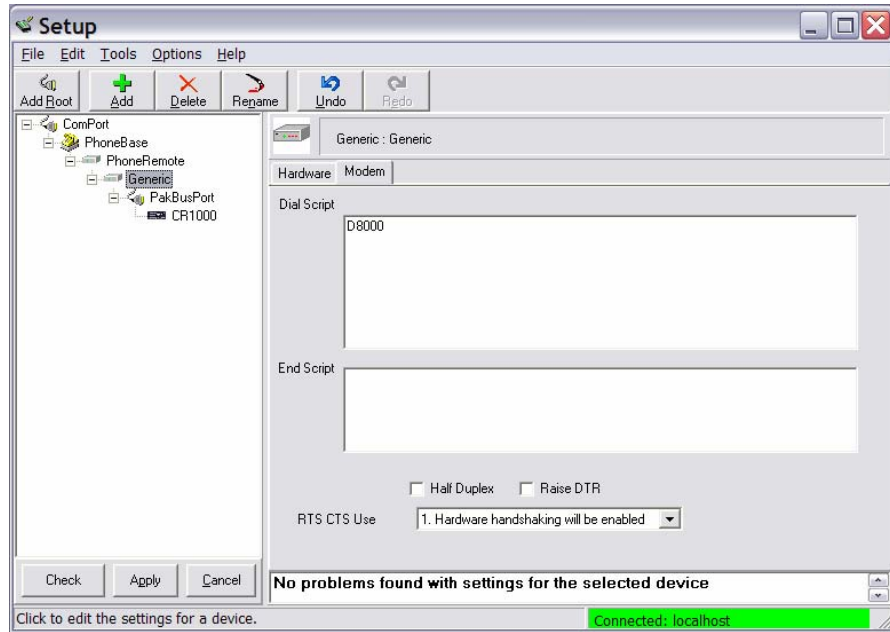 Setup
File Edit Tools Options Help
Add Root Add Delete Rename Undo Redo
ComPort
PhoneBase
PhoneRemote
Generic
PakBusPort
CR1000
Generic : Generic
Hardware Modem
Dial Script
D8000
End Script
Half Duplex Raise DTR
RTS CTS Use 1. Hardware handshaking will be enabled
Check Apply Cancel
No problems found with settings for the selected device
Click to edit the settings for a device. Connected: localhost